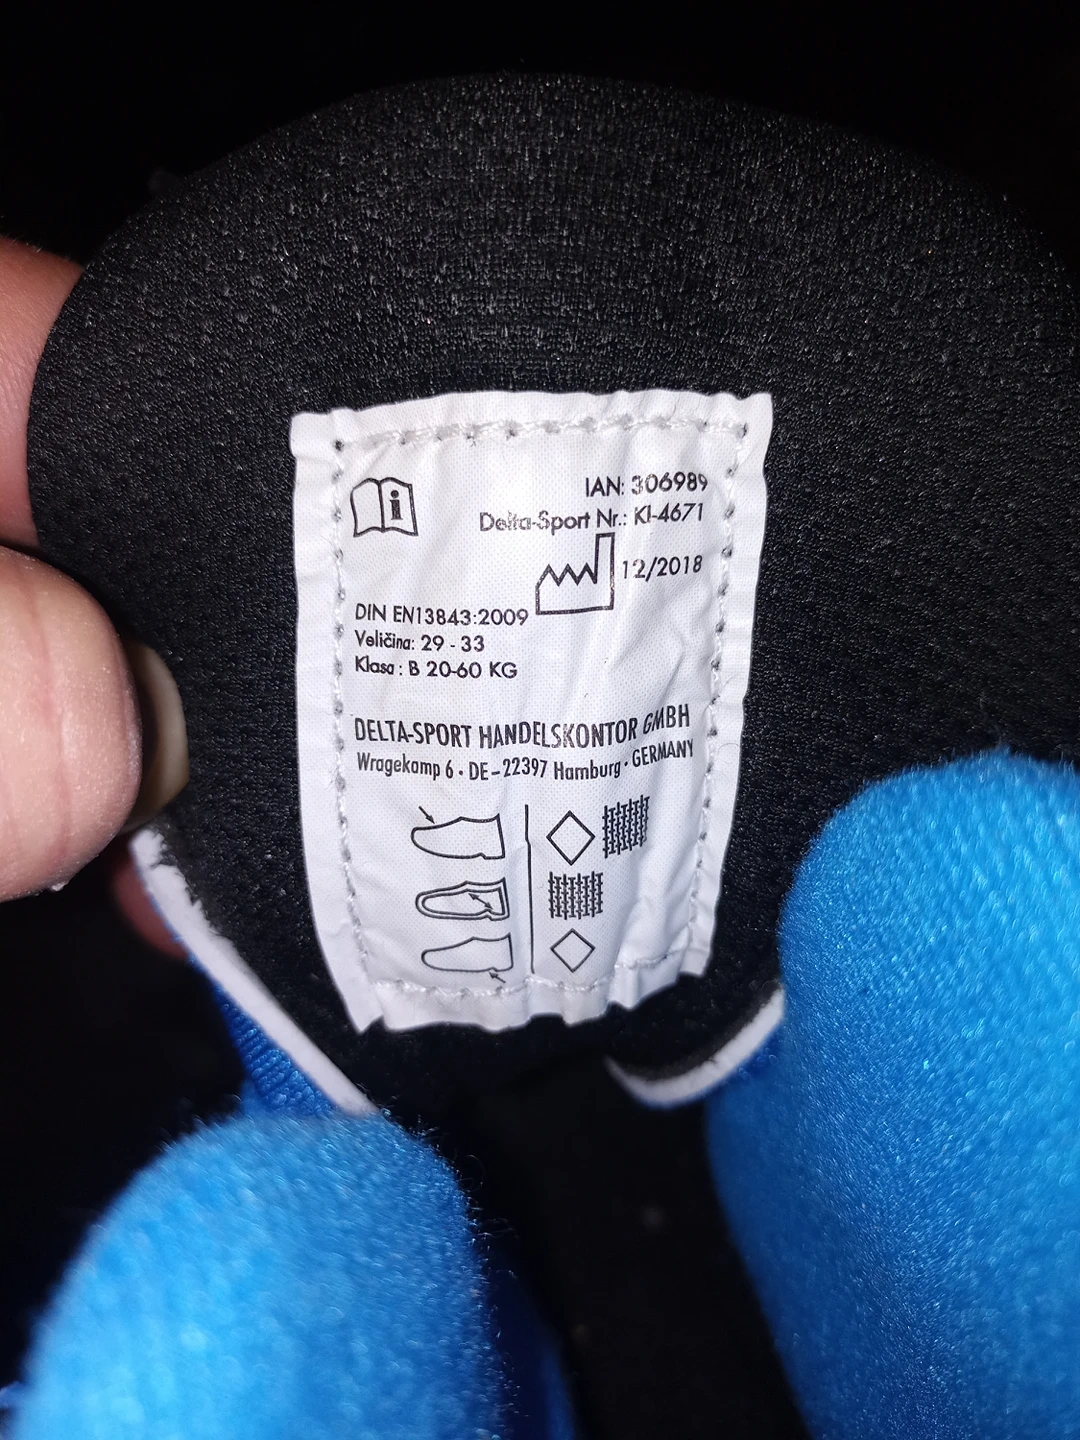 IAN: 306989
Delta-Sport Nr.: KI-4671
12/2018
DIN EN13843:2009
Veličina: 29 - 33
Klasa : B 20-60 KG
DELTA-SPORT HANDELSKONTOR GMBH
Wragekamp 6 · DE-22397 Hamburg · GERMANY